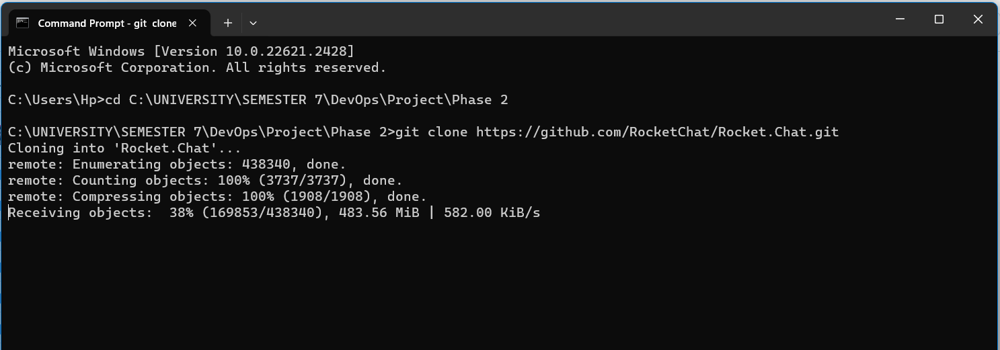 Command Prompt - git  clone
Microsoft Windows [Version 10.0.22621.2428]
(c) Microsoft Corporation. All rights reserved.
C:\Users\Hp>cd C:\UNIVERSITY\SEMESTER 7\DevOps\Project\Phase 2
C:\UNIVERSITY\SEMESTER 7\DevOps\Project\Phase 2>git clone https://github.com/RocketChat/Rocket.Chat.git
Cloning into 'Rocket.Chat'...
remote: Enumerating objects: 438340, done.
remote: Counting objects: 100% (3737/3737), done.
remote: Compressing objects: 100% (1908/1908), done.
Receiving objects:  38% (169853/438340), 483.56 MiB | 582.00 KiB/s